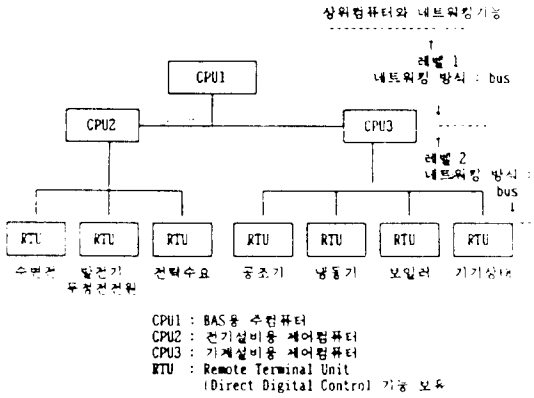 상위컴퓨터와 네트워킹기능
레벨 1
네트워킹 방식 : bus
CPU1
CPU2
CPU3
레벨 2
네트워킹 방식 :
bus
RTU RTU RTU RTU RTU RTU RTU
수변전 발전기 전력수요 공조기 냉동기 보일러 기기상태
무정전전원
CPU1 : BAS용 주컴퓨터
CPU2 : 전기설비용 제어컴퓨터
CPU3 : 기계설비용 제어컴퓨터
RTU : Remote Terminal Unit
(Direct Digital Control 기능 보유